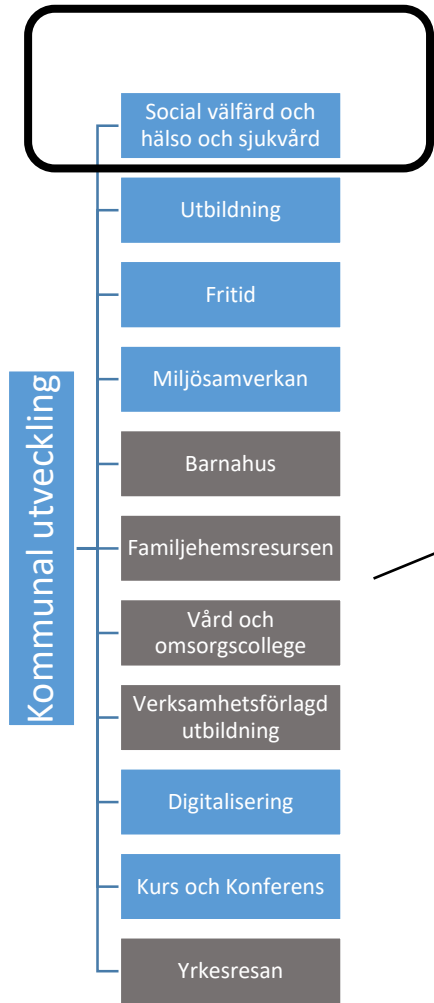 Kommunal utveckling
Social välfärd och
hälso och sjukvård
Utbildning
Fritid
Miljösamverkan
Barnahus
Familjehemsresursen
Vård och
omsorgscollege
Verksamhetsförlagd
utbildning
Digitalisering
Kurs och Konferens
Yrkesresan